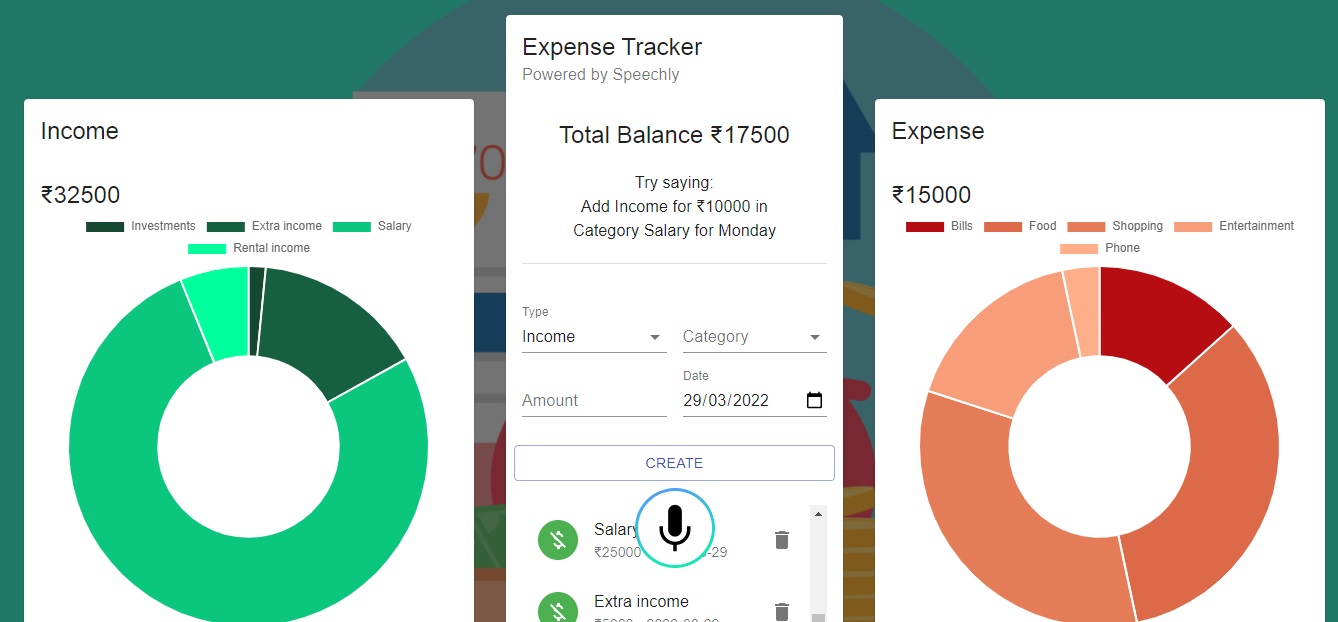 Income
₹32500
Investments Extra income Salary
Rental income
Expense Tracker
Powered by Speechly
Total Balance ₹17500
Try saying:
Add Income for ₹10000 in
Category Salary for Monday
Type
Income
Category
Amount
Date
29/03/2022
CREATE
Salary
₹25000 -29
Extra income
Expense
₹15000
Bills Food Shopping Entertainment
Phone